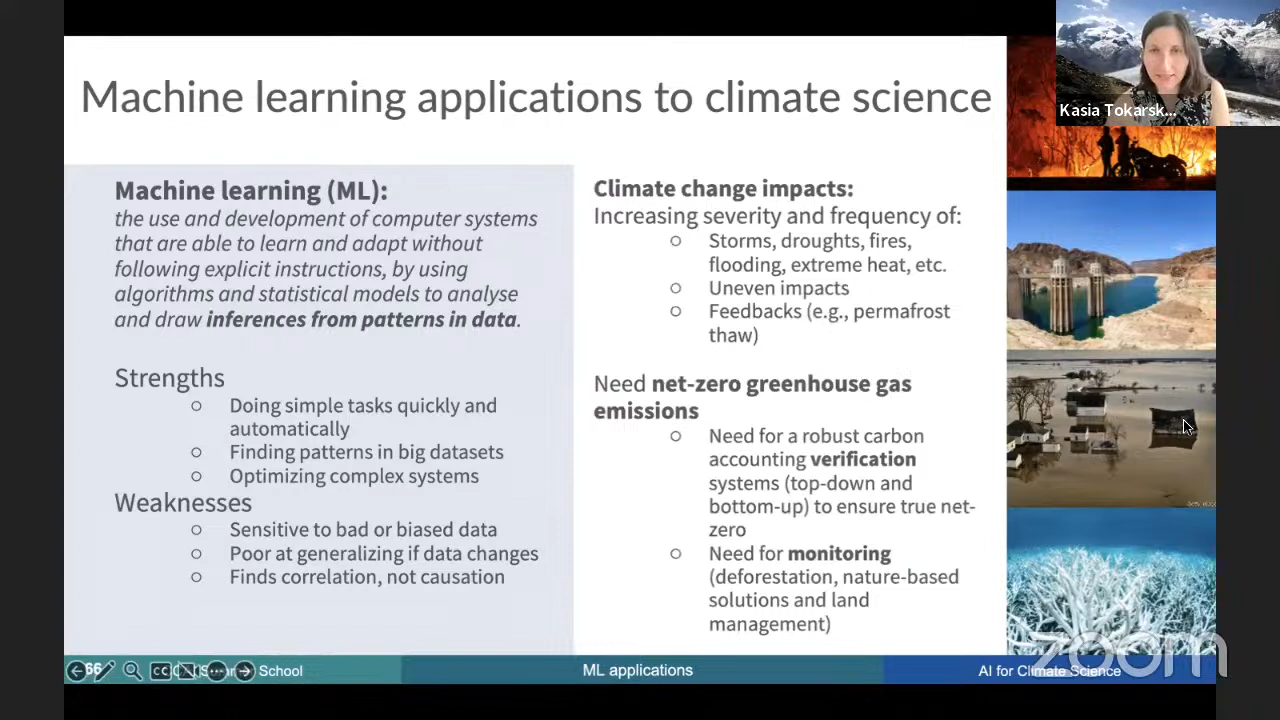 Machine learning applications to climate science
Kasia Tokarsk...
Machine learning (ML):
the use and development of computer systems
that are able to learn and adapt without
following explicit instructions, by using
algorithms and statistical models to analyse
and draw inferences from patterns in data.
Strengths
○ Doing simple tasks quickly and
automatically
○ Finding patterns in big datasets
○ Optimizing complex systems
Weaknesses
○ Sensitive to bad or biased data
○ Poor at generalizing if data changes
○ Finds correlation, not causation
Climate change impacts:
Increasing severity and frequency of:
○ Storms, droughts, fires,
flooding, extreme heat, etc.
○ Uneven impacts
○ Feedbacks (e.g., permafrost
thaw)
Need net-zero greenhouse gas
emissions
○ Need for a robust carbon
accounting verification
systems (top-down and
bottom-up) to ensure true net-
zero
○ Need for monitoring
(deforestation, nature-based
solutions and land
management)
66
CC
School
ML applications
AI for Climate Science
zoom